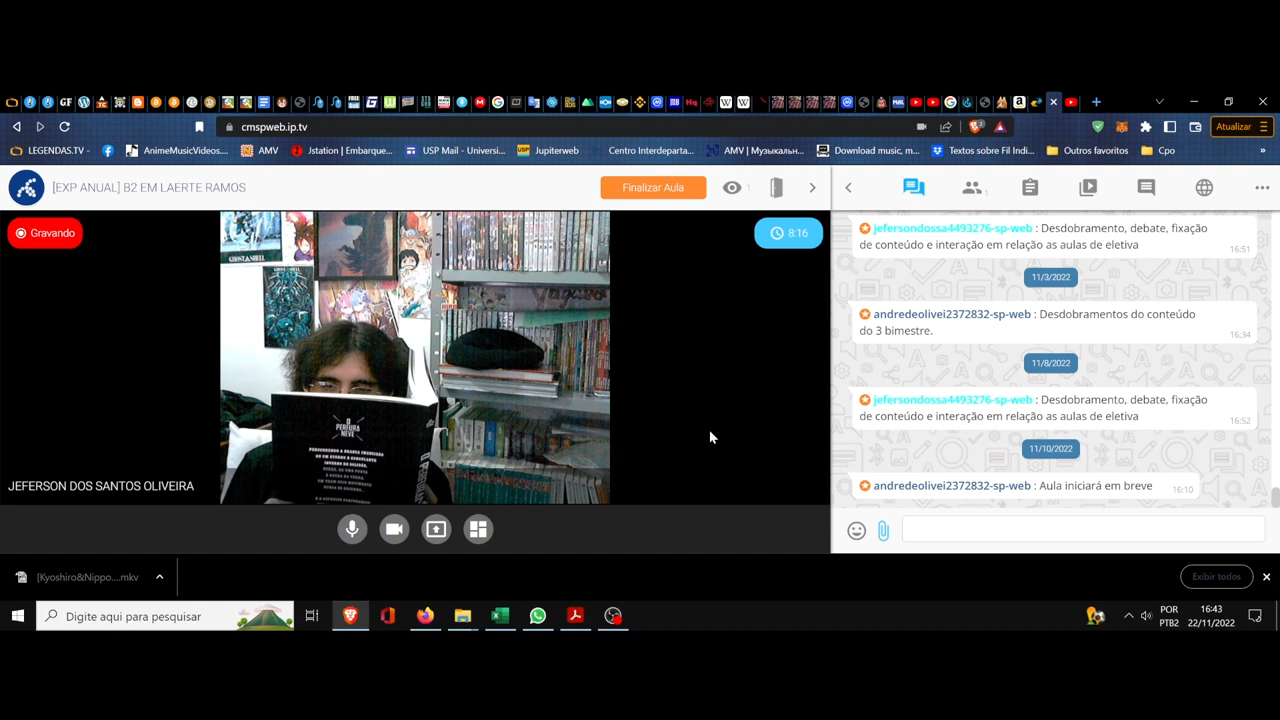 cmspweb.ip.tv
Atualizar
LEGENDAS.TV -
AnimeMusicVideos...
AMV
Jstation | Embarque...
USP Mail - Universi...
Jupiterweb
Centro Interdeparta...
AMV | Музыкальн...
Download music, m...
Textos sobre Fil Indi...
Outros favoritos
Cpo
[EXP ANUAL] B2 EM LAERTE RAMOS
Finalizar Aula
1
1
Gravando
8:16
GHOST SHELL
O
PERFURA
NEVE
JEFERSON DOS SANTOS OLIVEIRA
jefersondossa4493276-sp-web : Desdobramento, debate, fixação
de conteúdo e interação em relação as aulas de eletiva
16:51
11/3/2022
andredeolivei2372832-sp-web : Desdobramentos do conteúdo
do 3 bimestre.
16:34
11/8/2022
jefersondossa4493276-sp-web : Desdobramento, debate, fixação
de conteúdo e interação em relação as aulas de eletiva
16:52
11/10/2022
andredeolivei2372832-sp-web : Aula iniciará em breve
16:10
[Kyoshiro&Nippo....mkv
Exibir todos
Digite aqui para pesquisar
POR
PTB2
16:43
22/11/2022